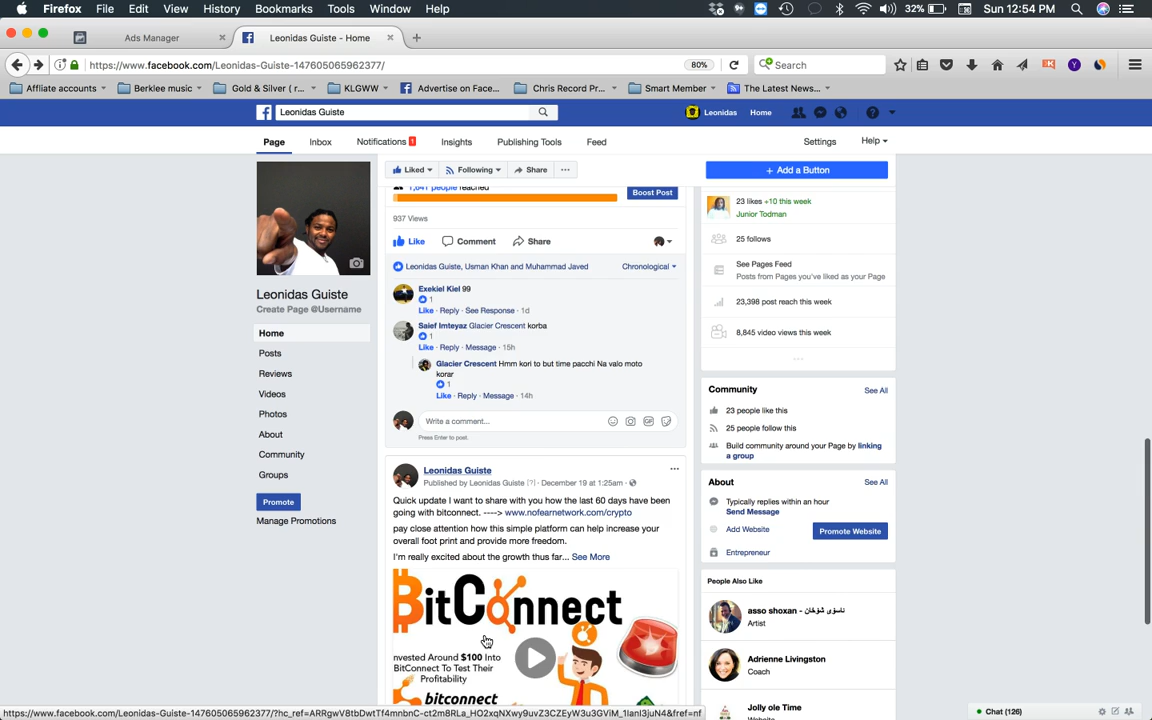 Firefox File Edit View History Bookmarks Tools Window Help 32% Sun 12:54 PM
Ads Manager Leonidas Guiste - Home
https://www.facebook.com/Leonidas-Guiste-147605065962377/ 80% Search
Affliate accounts Berklee music Gold & Silver ( r... KLGWW Advertise on Face... Chris Record Pr... Smart Member The Latest News...
Leonidas Guiste Leonidas Home
Page Inbox Notifications 1 Insights Publishing Tools Feed Settings Help
Liked Following Share + Add a Button
1,641 people reached
Boost Post
937 Views
Like Comment Share
Leonidas Guiste, Usman Khan and Muhammad Javed Chronological
Exekiel Kiel 99
1
Like · Reply · See Response · 1d
Saief Imteyaz Glacier Crescent korba
1
Like · Reply · Message · 15h
Glacier Crescent Hmm kori to but time pacchi Na valo moto
korar
1
Like · Reply · Message · 14h
Write a comment...
Press Enter to post.
Leonidas Guiste
Create Page @Username
Home
Posts
Reviews
Videos
Photos
About
Community
Groups
Promote
Manage Promotions
Leonidas Guiste
Published by Leonidas Guiste [?] · December 19 at 1:25am ·
Quick update I want to share with you how the last 60 days have been
going with bitconnect. ----> www.nofearnetwork.com/crypto
pay close attention how this simple platform can help increase your
overall foot print and provide more freedom.
I'm really excited about the growth thus far... See More
BitConnect
nvested Around $100 Into
BitConnect To Test Their
Profitability
bitconnect
23 likes +10 this week
Junior Todman
25 follows
See Pages Feed
Posts from Pages you've liked as your Page
23,398 post reach this week
8,845 video views this week
Community See All
23 people like this
25 people follow this
Build community around your Page by linking
a group
About See All
Typically replies within an hour
Send Message
Add Website Promote Website
Entrepreneur
People Also Like
asso shoxan - ئاسۆی شۆخان
Artist
Adrienne Livingston
Coach
Jolly ole Time
Chat (126)